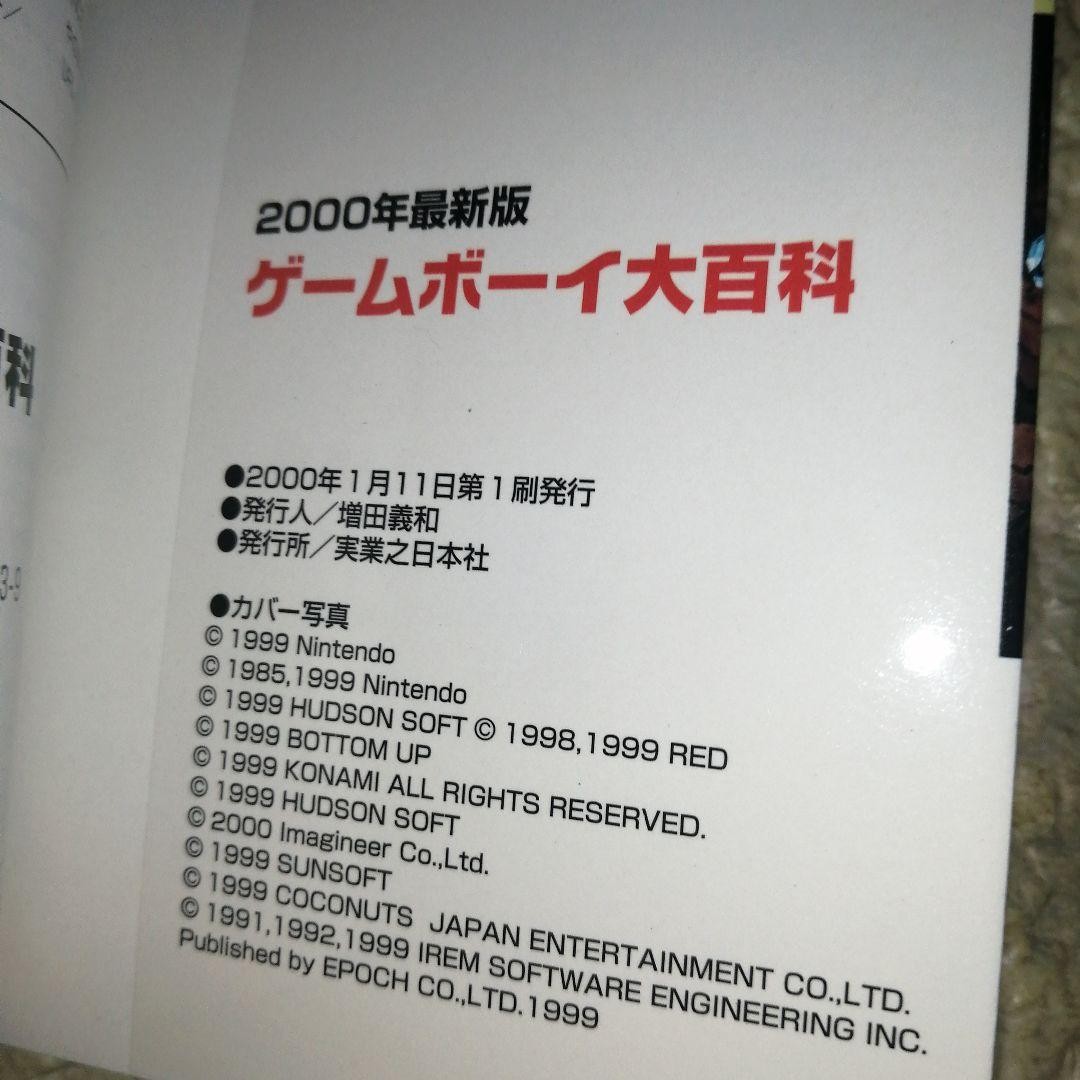 2000年最新版
ゲームボーイ大百科
●2000年1月11日第1刷発行
●発行人／増田義和
●発行所／実業之日本社
●カバー写真
© 1999 Nintendo
© 1985,1999 Nintendo
© 1999 HUDSON SOFT © 1998,1999 RED
© 1999 BOTTOM UP
© 1999 KONAMI ALL RIGHTS RESERVED.
© 1999 HUDSON SOFT
© 2000 Imagineer Co.,Ltd.
© 1999 SUNSOFT
© 1999 COCONUTS JAPAN ENTERTAINMENT CO.,LTD.
© 1991,1992,1999 IREM SOFTWARE ENGINEERING INC.
Published by EPOCH CO.,LTD.1999
科
3-9